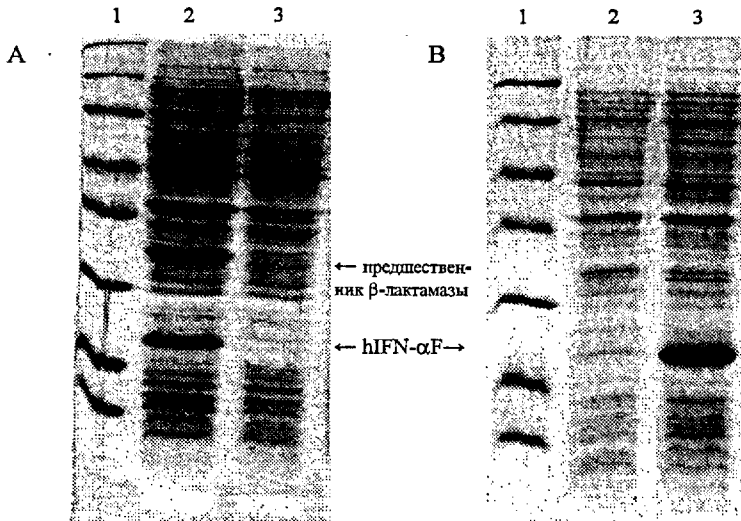 1 2 3
A
1 2 3
B
← предшествен-
ник β-лактамазы
← hIFN-αF→